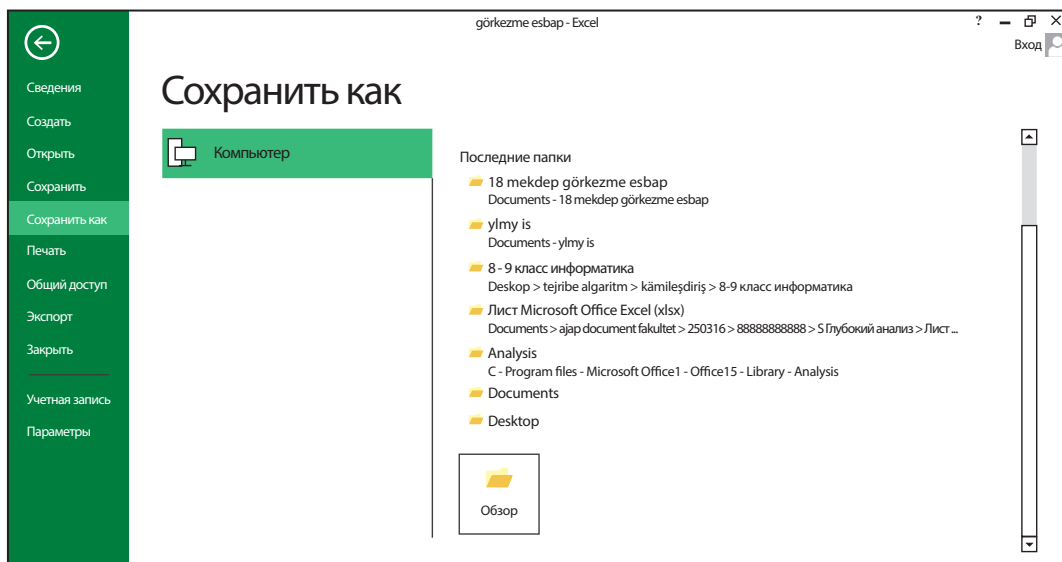 görkezme esbap - Excel
?
Вход
Сведения
Создать
Открыть
Сохранить
Сохранить как
Печать
Общий доступ
Экспорт
Закрыть
Учетная запись
Параметры
Сохранить как
Компьютер
Последние папки
18 mekdep görkezme esbap
Documents - 18 mekdep görkezme esbap
ylmy is
Documents - ylmy is
8 - 9 класс информатика
Deskop > tejribe algaritm > kämileşdiriş > 8-9 класс информатика
Лист Microsoft Office Excel (xlsx)
Documents > ajap document fakultet > 250316 > 88888888888 > S Глубокий анализ > Лист ...
Analysis
C - Program files - Microsoft Office1 - Office15 - Library - Analysis
Documents
Desktop
Обзор